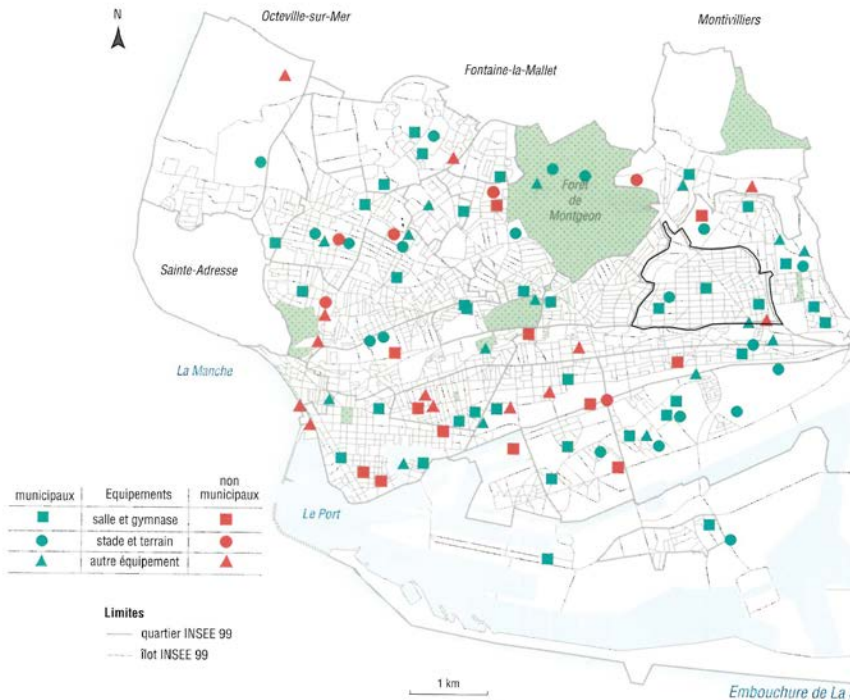 Octeville-sur-Mer
Montivilliers
N
Fontaine-la-Mallet
Forêt
de
Montgeon
Sainte-Adresse
La Manche
Le Port
municipaux
Equipements
non
municipaux
salle et gymnase
stade et terrain
autre équipement
Limites
quartier INSEE 99
îlot INSEE 99
1 km
Embouchure de La